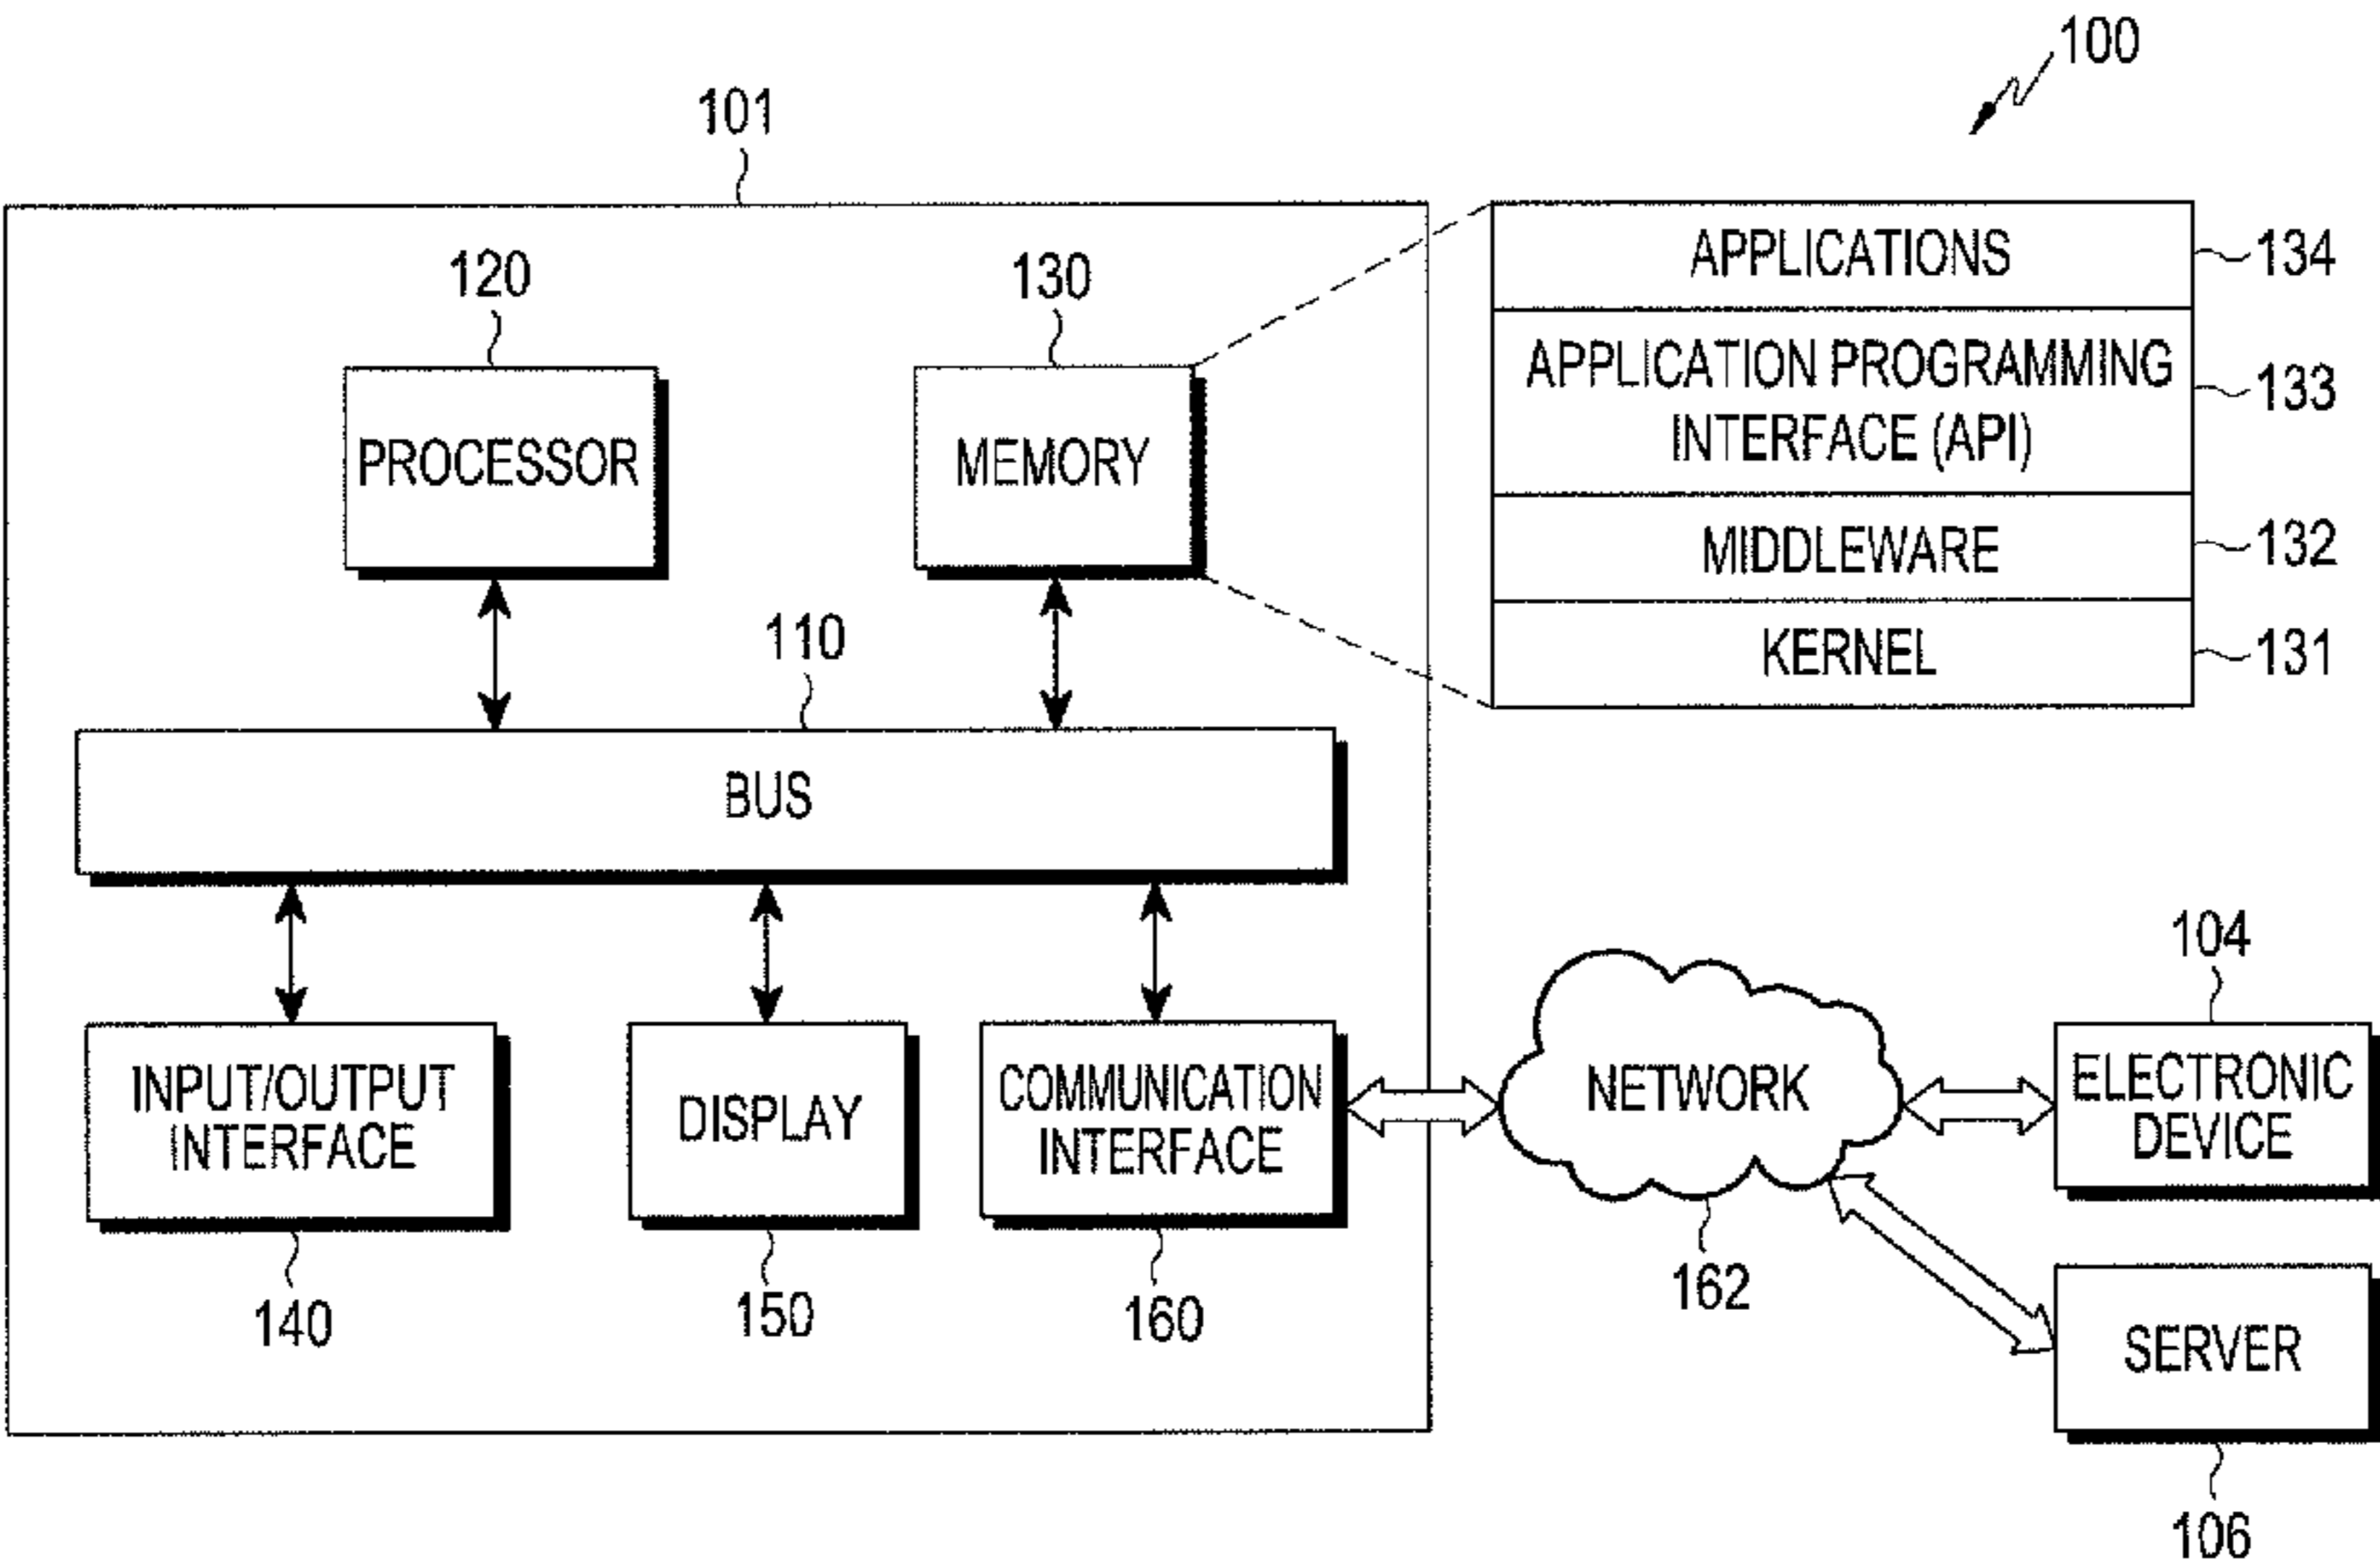 100
101
120
130
APPLICATIONS
134
APPLICATION PROGRAMMING
INTERFACE (API)
133
PROCESSOR
MEMORY
MIDDLEWARE
132
110
KERNEL
131
BUS
104
INPUT/OUTPUT
INTERFACE
DISPLAY
COMMUNICATION
INTERFACE
NETWORK
ELECTRONIC
DEVICE
140
150
160
162
SERVER
106